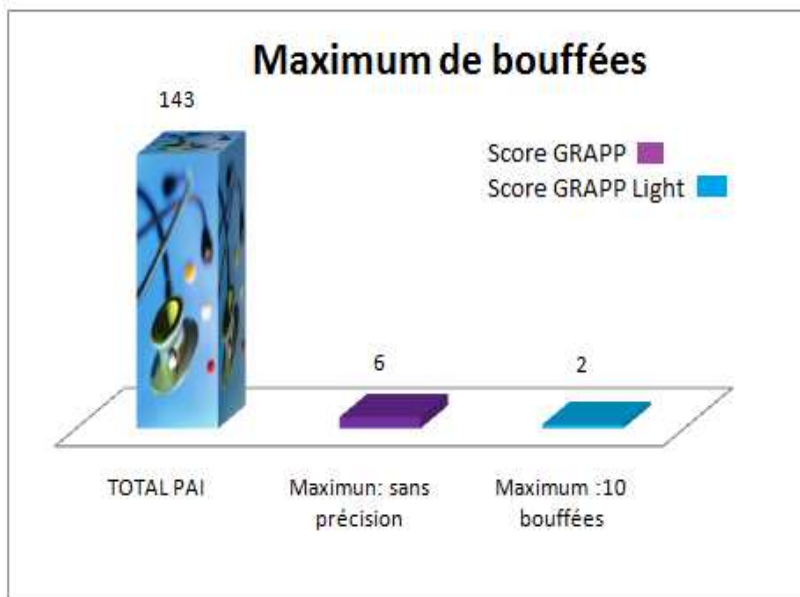 Maximum de bouffées
143
Score GRAPP
Score GRAPP Light
6
2
TOTAL PAI
Maximun: sans
précision
Maximum :10
bouffées